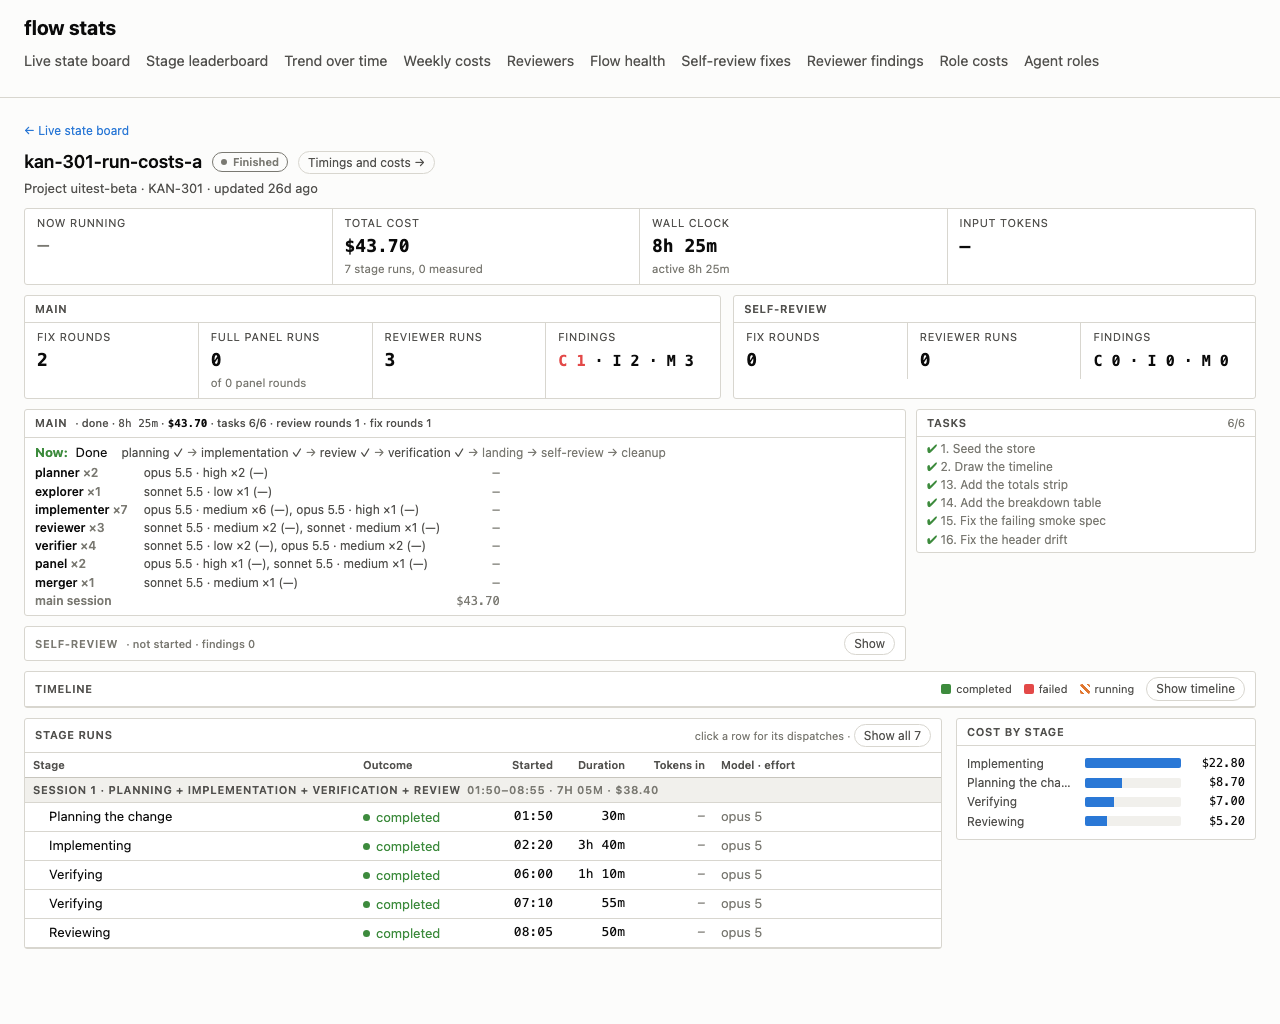 flow stats
Live state board Stage leaderboard Trend over time Weekly costs Reviewers Flow health Self-review fixes Reviewer findings Role costs Agent roles
← Live state board
kan-301-run-costs-a Finished Timings and costs →
Project uitest-beta · KAN-301 · updated 26d ago
NOW RUNNING
—
TOTAL COST
$43.70
7 stage runs, 0 measured
WALL CLOCK
8h 25m
active 8h 25m
INPUT TOKENS
—
MAIN
FIX ROUNDS
2
FULL PANEL RUNS
0
of 0 panel rounds
REVIEWER RUNS
3
FINDINGS
C 1 · I 2 · M 3
SELF-REVIEW
FIX ROUNDS
0
REVIEWER RUNS
0
FINDINGS
C 0 · I 0 · M 0
MAIN · done · 8h 25m · $43.70 · tasks 6/6 · review rounds 1 · fix rounds 1
Now: Done planning ✓ → implementation ✓ → review ✓ → verification ✓ → landing → self-review → cleanup
planner ×2 opus 5.5 · high ×2 (—) —
explorer ×1 sonnet 5.5 · low ×1 (—) —
implementer ×7 opus 5.5 · medium ×6 (—), opus 5.5 · high ×1 (—) —
reviewer ×3 sonnet 5.5 · medium ×2 (—), sonnet · medium ×1 (—) —
verifier ×4 sonnet 5.5 · low ×2 (—), opus 5.5 · medium ×2 (—) —
panel ×2 opus 5.5 · high ×1 (—), sonnet 5.5 · medium ×1 (—) —
merger ×1 sonnet 5.5 · medium ×1 (—) —
main session $43.70
TASKS 6/6
✔ 1. Seed the store
✔ 2. Draw the timeline
✔ 13. Add the totals strip
✔ 14. Add the breakdown table
✔ 15. Fix the failing smoke spec
✔ 16. Fix the header drift
SELF-REVIEW · not started · findings 0 Show
TIMELINE completed failed running Show timeline
STAGE RUNS click a row for its dispatches · Show all 7
Stage Outcome Started Duration Tokens in Model · effort
SESSION 1 · PLANNING + IMPLEMENTATION + VERIFICATION + REVIEW 01:50–08:55 · 7H 05M · $38.40
Planning the change completed 01:50 30m — opus 5
Implementing completed 02:20 3h 40m — opus 5
Verifying completed 06:00 1h 10m — opus 5
Verifying completed 07:10 55m — opus 5
Reviewing completed 08:05 50m — opus 5
COST BY STAGE
Implementing $22.80
Planning the cha... $8.70
Verifying $7.00
Reviewing $5.20